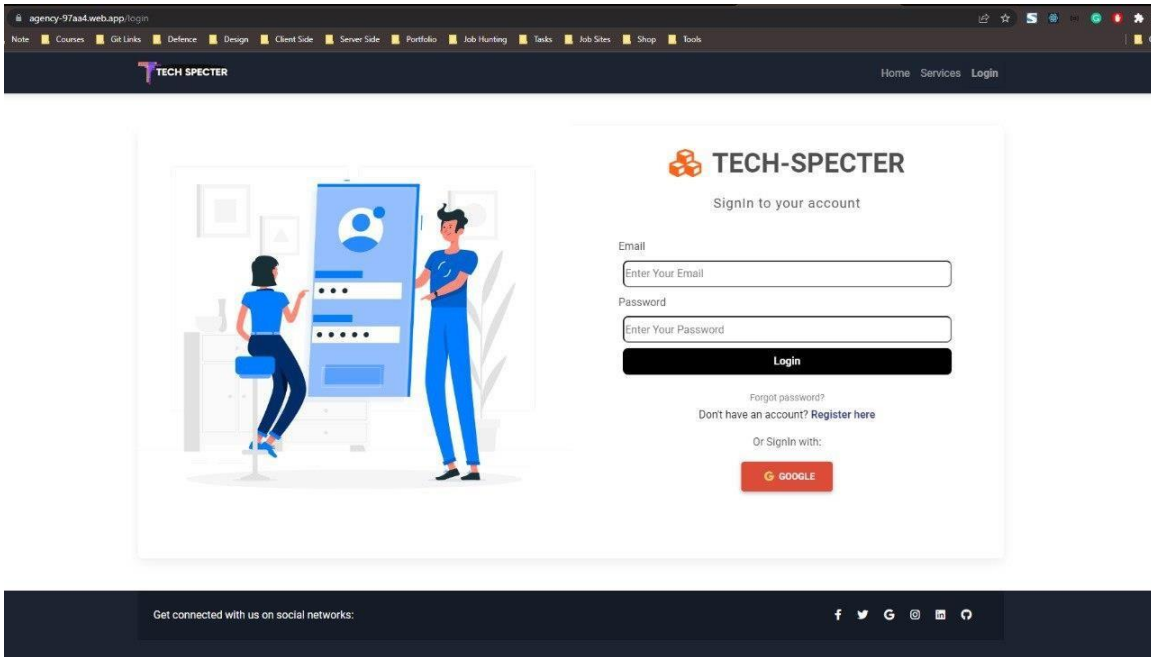 agency-97aa4.web.app/login
Note Courses Git Links Defence Design Client Side Server Side Portfolio Job Hunting Tasks Job Sites Shop Tools
TECH SPECTER
Home Services Login
TECH-SPECTER
SignIn to your account
Email
Enter Your Email
Password
Enter Your Password
Login
Forgot password?
Don't have an account? Register here
Or SignIn with:
G GOOGLE
Get connected with us on social networks: